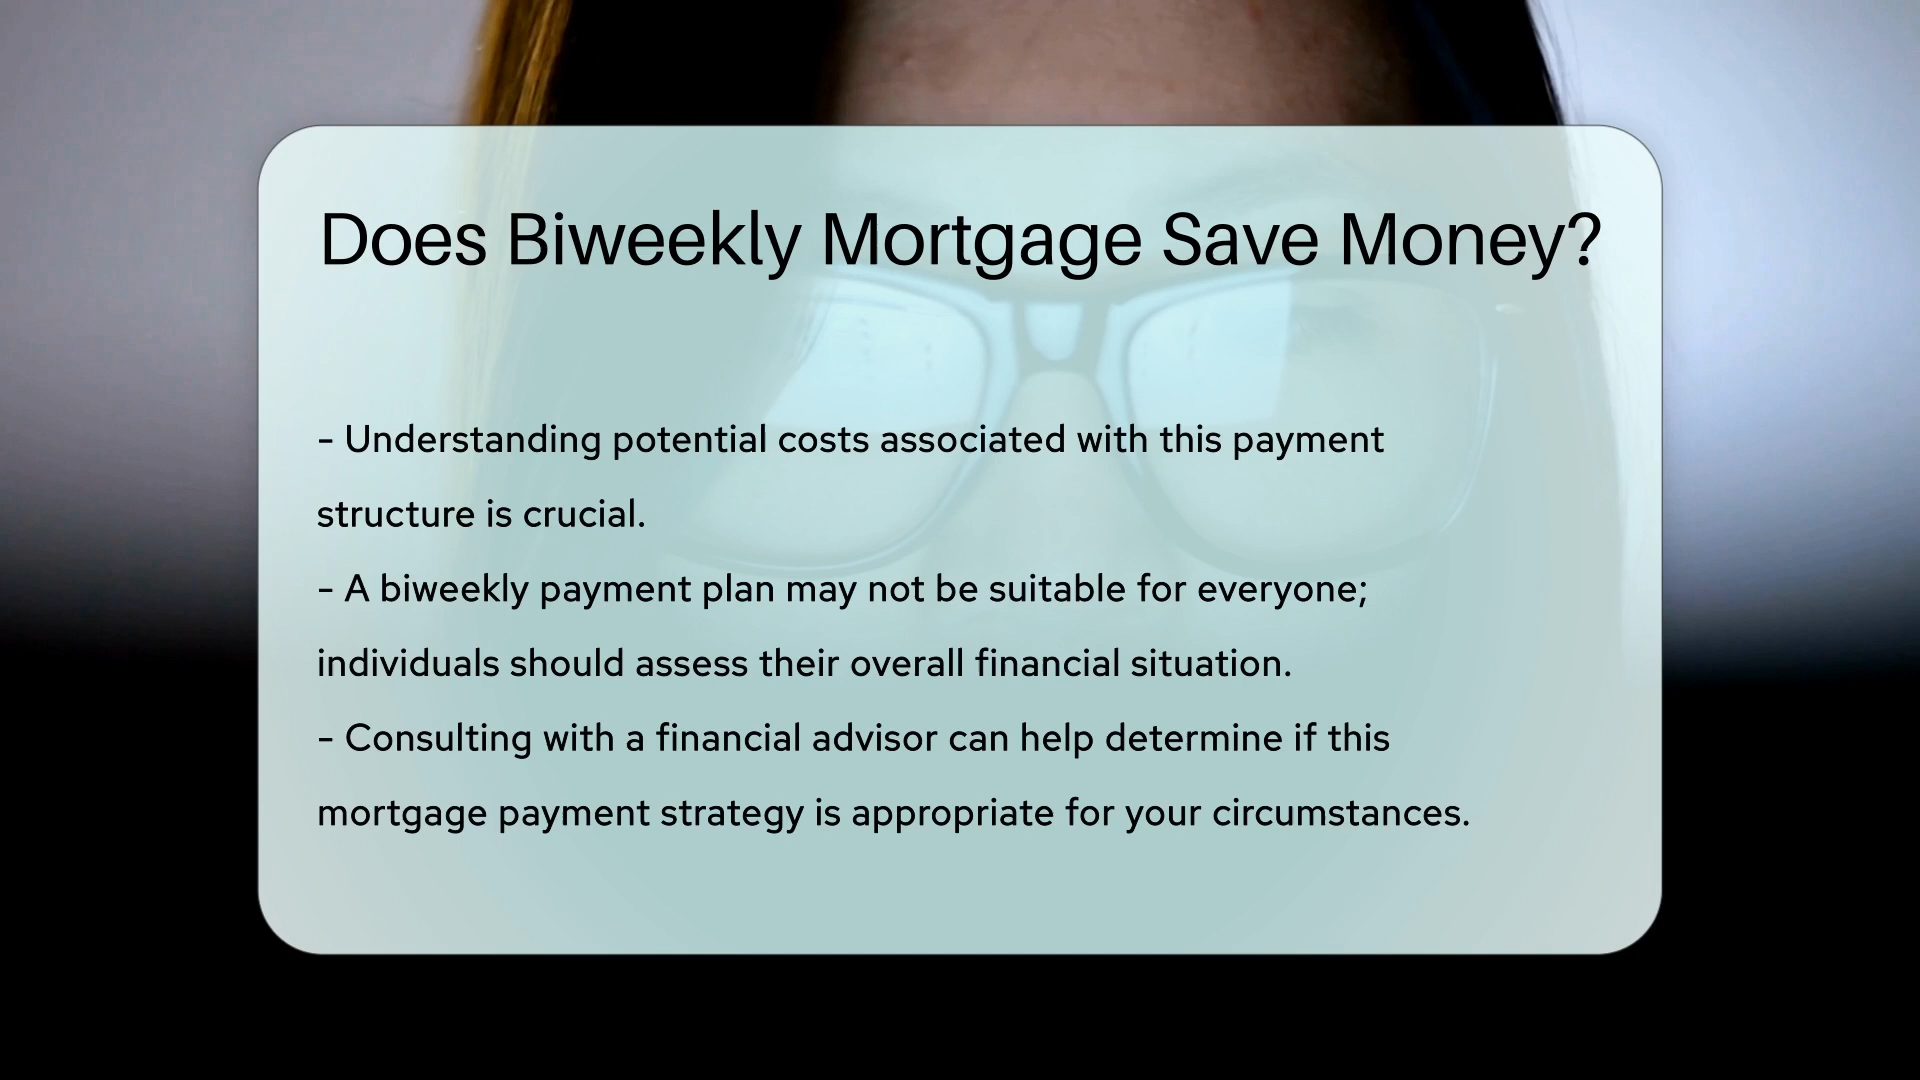 Does Biweekly Mortgage Save Money?
- Understanding potential costs associated with this payment
structure is crucial.
- A biweekly payment plan may not be suitable for everyone;
individuals should assess their overall financial situation.
- Consulting with a financial advisor can help determine if this
mortgage payment strategy is appropriate for your circumstances.